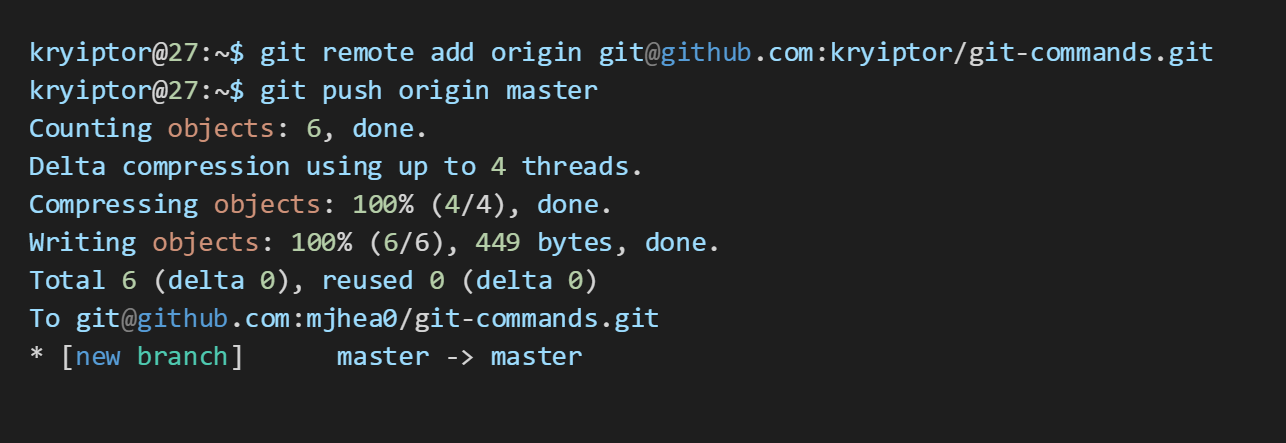 kryiptor@27:~$ git remote add origin git@github.com:kryiptor/git-commands.git
kryiptor@27:~$ git push origin master
Counting objects: 6, done.
Delta compression using up to 4 threads.
Compressing objects: 100% (4/4), done.
Writing objects: 100% (6/6), 449 bytes, done.
Total 6 (delta 0), reused 0 (delta 0)
To git@github.com:mjhea0/git-commands.git
* [new branch]      master -> master